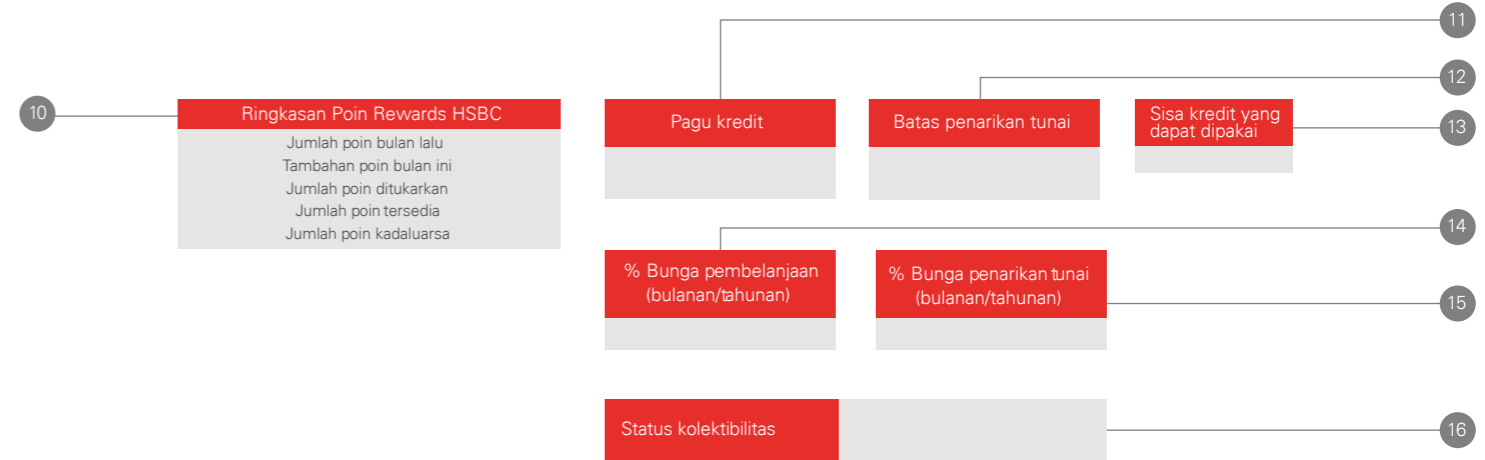 11
12
10
Ringkasan Poin Rewards HSBC
Jumlah poin bulan lalu
Tambahan poin bulan ini
Jumlah poin ditukarkan
Jumlah poin tersedia
Jumlah poin kadaluarsa
Pagu kredit
Batas penarikan tunai
Sisa kredit yang
dapat dipakai
13
14
% Bunga pembelanjaan
(bulanan/tahunan)
% Bunga penarikan tunai
(bulanan/tahunan)
15
Status kolektibilitas
16